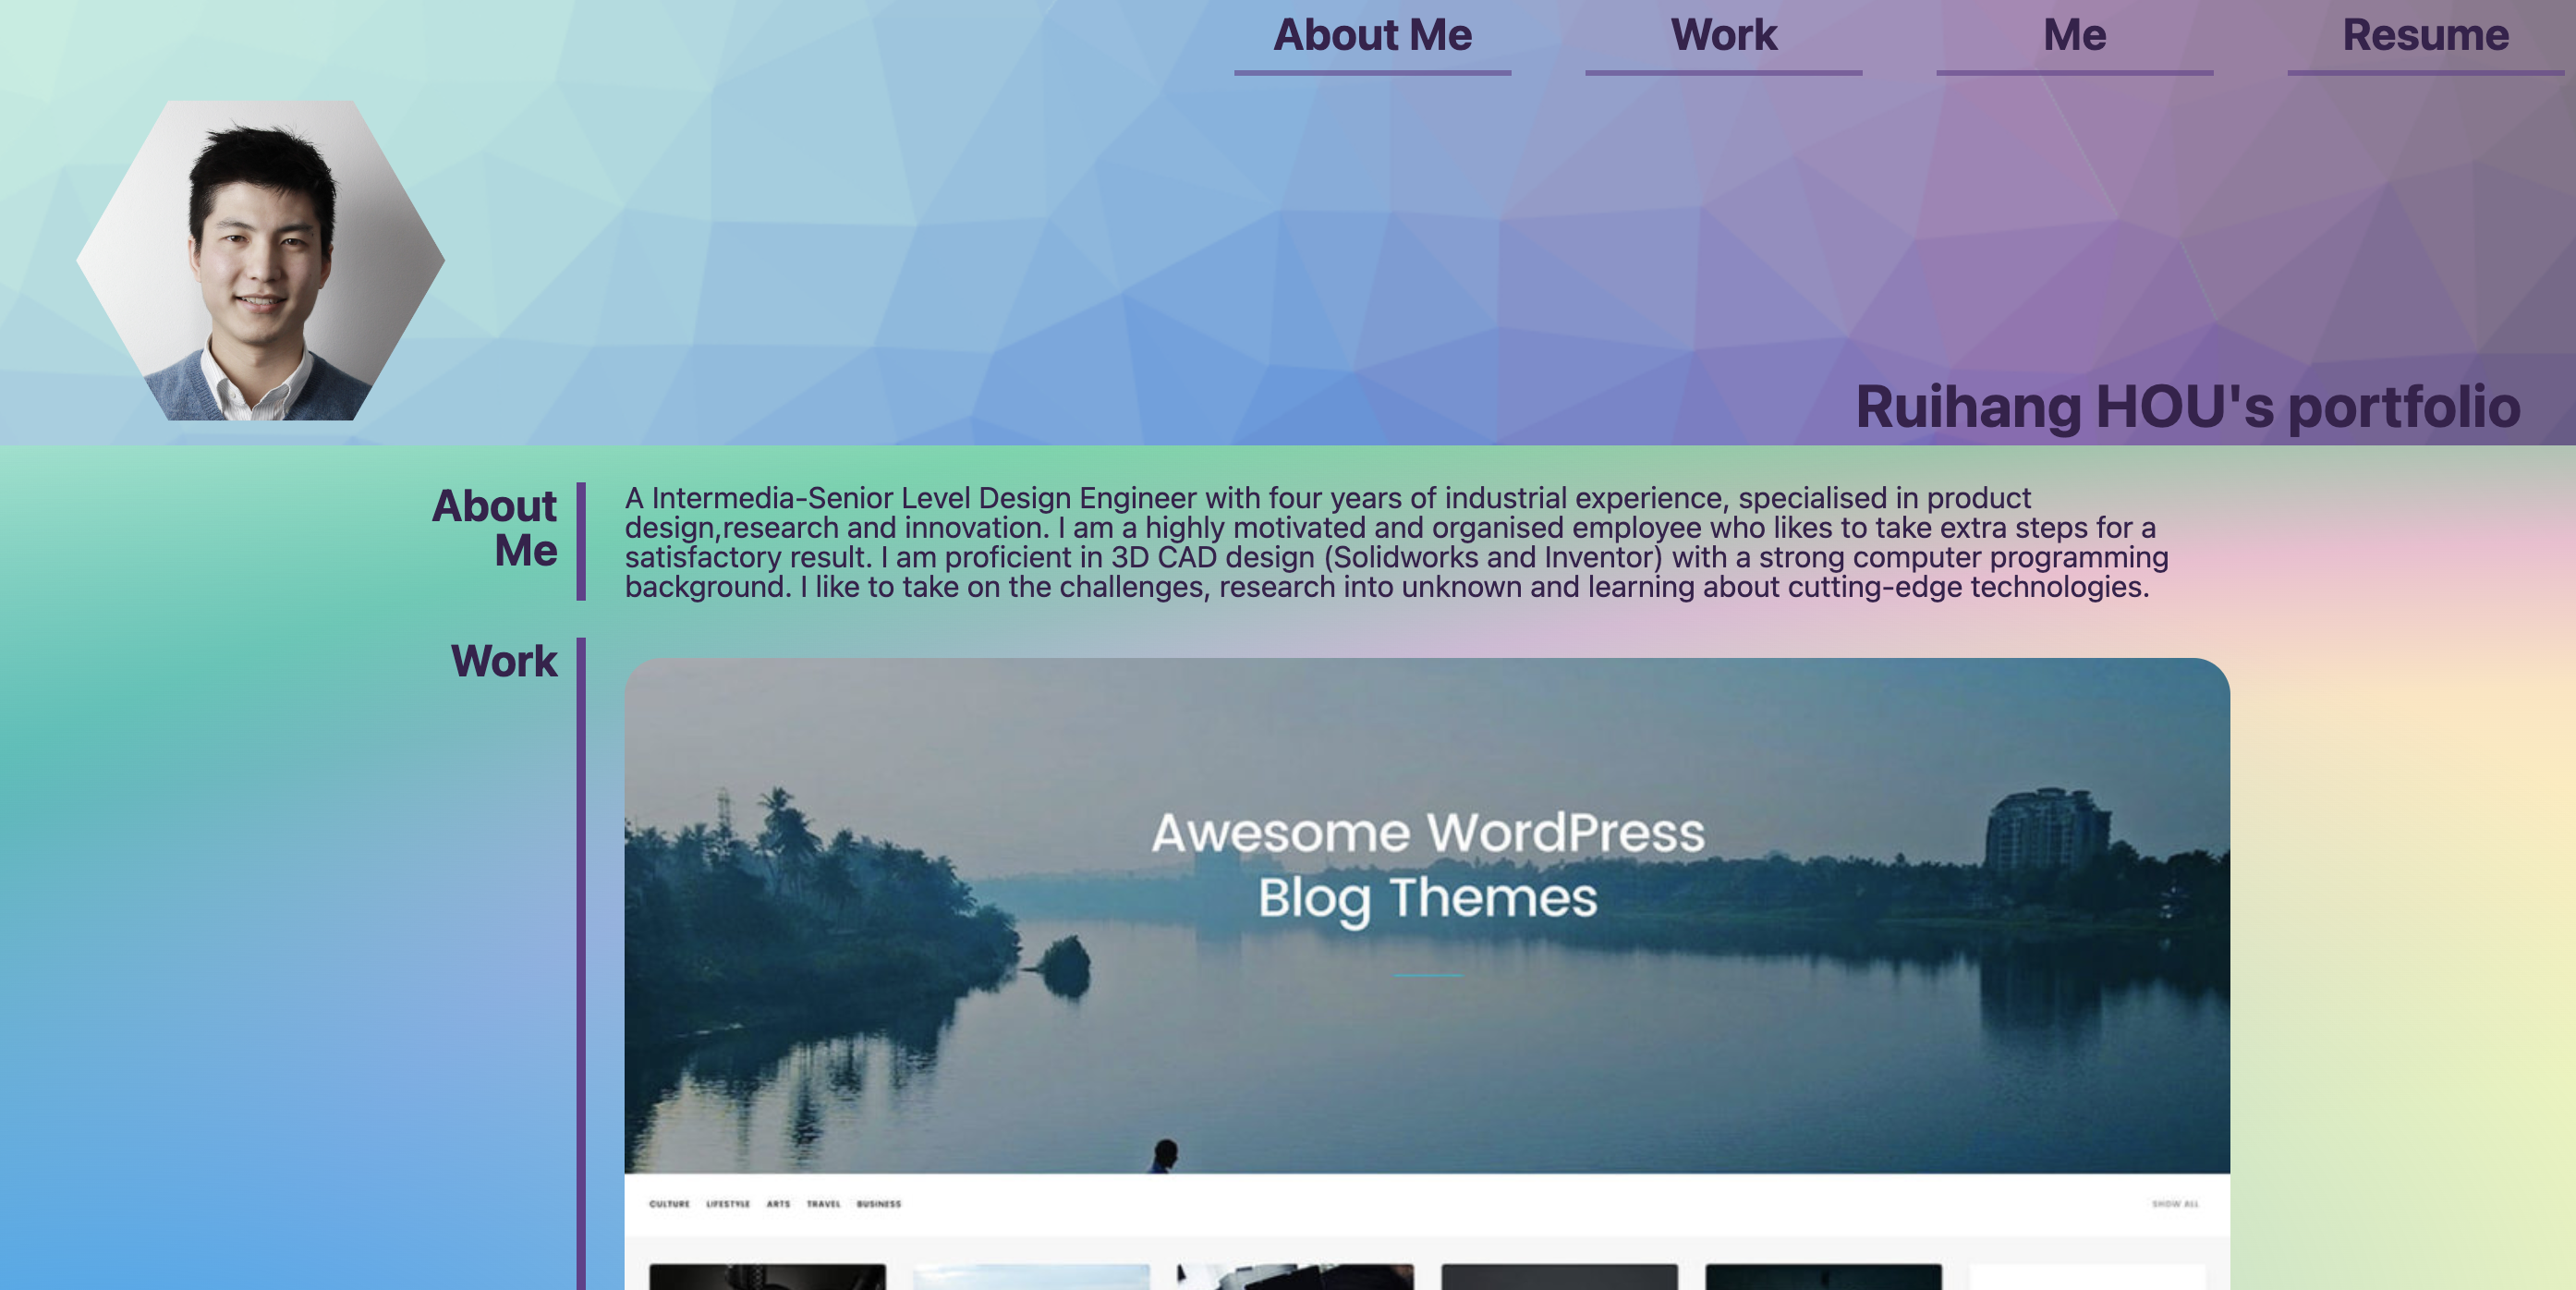 About Me Work Me Resume
Ruihang HOU's portfolio
About
Me
A Intermedia-Senior Level Design Engineer with four years of industrial experience, specialised in product
design,research and innovation. I am a highly motivated and organised employee who likes to take extra steps for a
satisfactory result. I am proficient in 3D CAD design (Solidworks and Inventor) with a strong computer programming
background. I like to take on the challenges, research into unknown and learning about cutting-edge technologies.
Work
Awesome WordPress
Blog Themes
CULTURE LIFESTYLE ARTS TRAVEL BUSINESS SHOW ALL